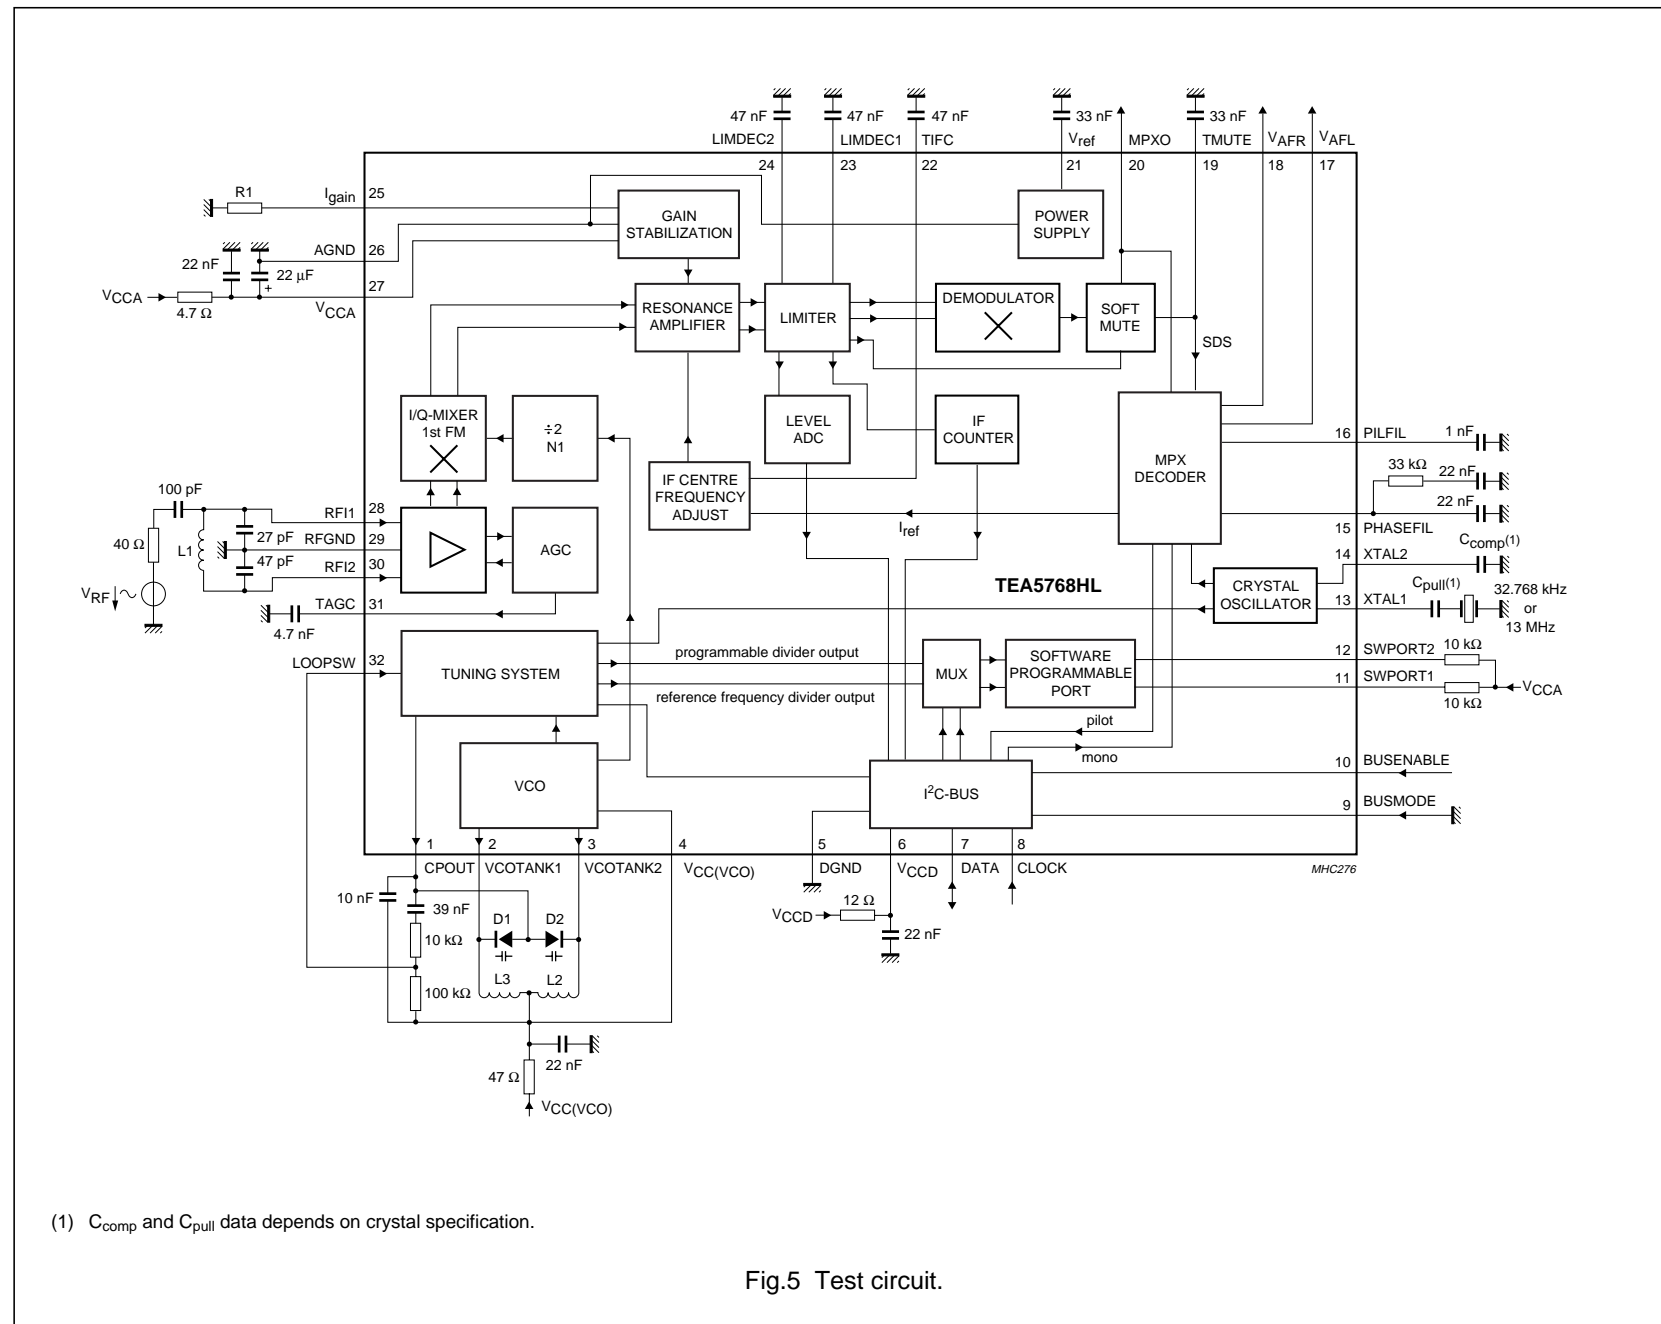 47 nF 47 nF 47 nF 33 nF 33 nF
LIMDEC2 LIMDEC1 TIFC Vref MPXO TMUTE VAFR VAFL
24 23 22 21 20 19 18 17
R1 Igain 25
GAIN
STABILIZATION
POWER
SUPPLY
AGND 26
22 nF 22 μF
+
VCCA 27
4.7 Ω VCCA
RESONANCE
AMPLIFIER
LIMITER
DEMODULATOR
SOFT
MUTE
SDS
I/Q-MIXER
1st FM
÷2
N1
LEVEL
ADC
IF
COUNTER
MPX
DECODER
16 PILFIL 1 nF
33 kΩ 22 nF
22 nF
15 PHASEFIL
IF CENTRE
FREQUENCY
ADJUST
Iref
100 pF
RFI1 28
27 pF
40 Ω L1 RFGND 29
47 pF
RFI2 30
VRF
TAGC 31
4.7 nF
AGC
TEA5768HL
14 XTAL2 Ccomp(1)
CRYSTAL
OSCILLATOR
13 XTAL1 Cpull(1)
32.768 kHz
or
13 MHz
LOOPSW 32
TUNING SYSTEM
programmable divider output
reference frequency divider output
MUX
SOFTWARE
PROGRAMMABLE
PORT
12 SWPORT2 10 kΩ
11 SWPORT1 10 kΩ
VCCA
pilot
mono
VCO
I2C-BUS
10 BUSENABLE
9 BUSMODE
1 2 3 4 5 6 7 8
CPOUT VCOTANK1 VCOTANK2 VCC(VCO) DGND VCCD DATA CLOCK
MHC276
10 nF 39 nF
10 kΩ
100 kΩ
D1 D2
L3 L2
VCCD 12 Ω
22 nF
22 nF
47 Ω
VCC(VCO)
(1) Ccomp and Cpull data depends on crystal specification.
Fig.5 Test circuit.